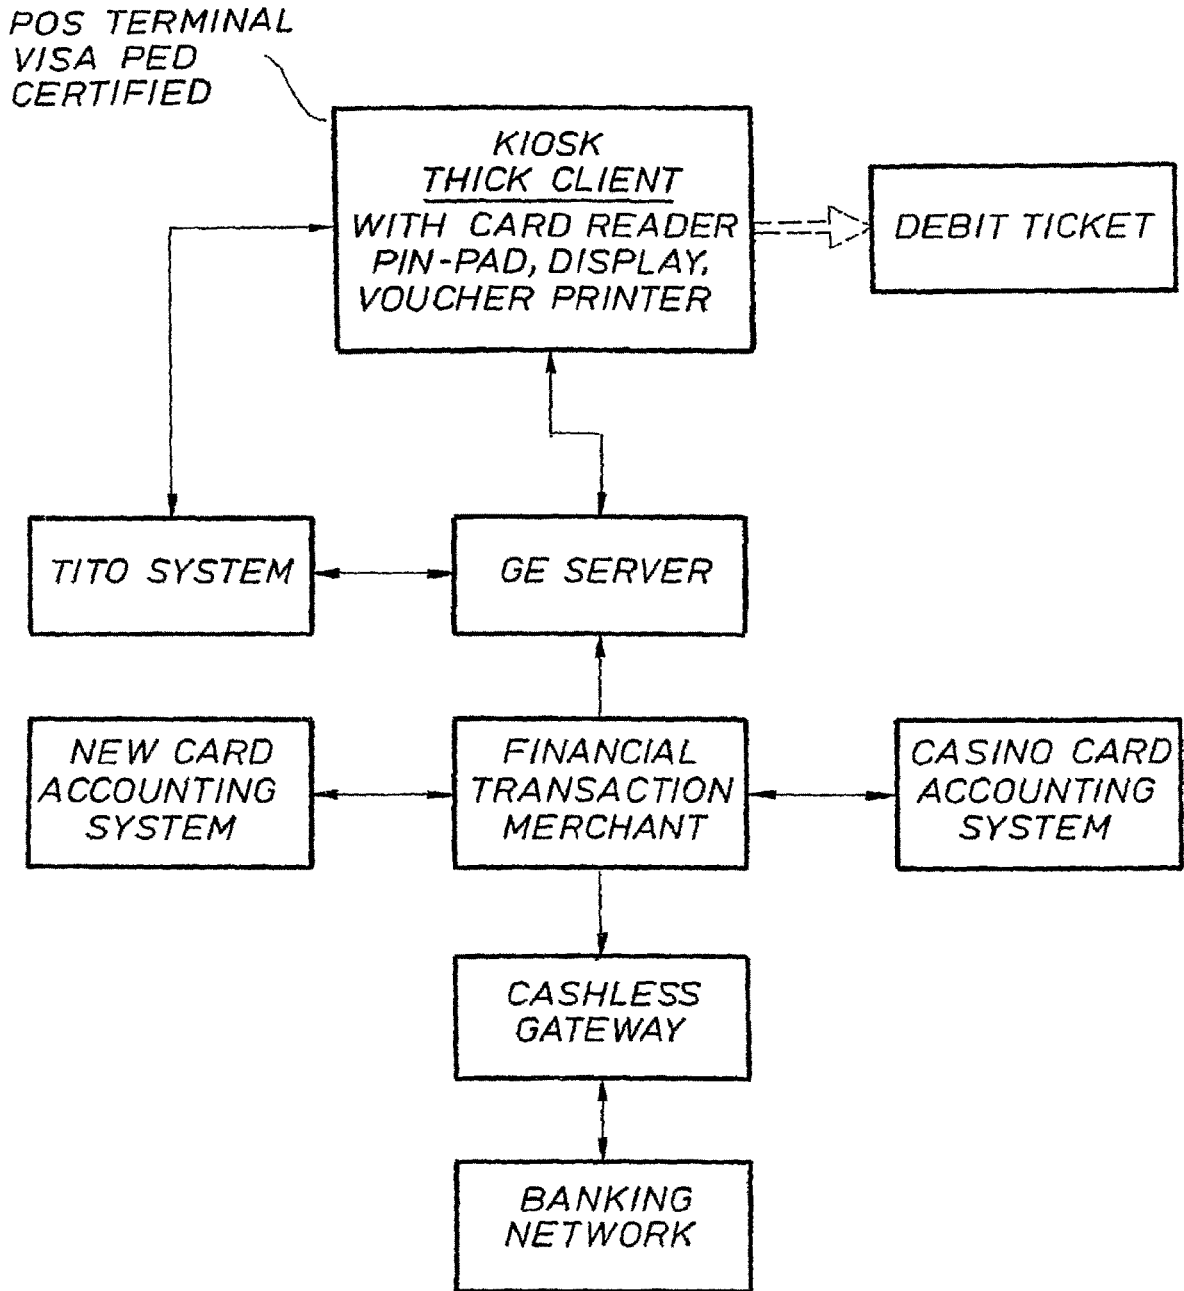 POS TERMINAL
VISA PED
CERTIFIED
KIOSK
THICK CLIENT
WITH CARD READER
PIN-PAD, DISPLAY,
VOUCHER PRINTER
DEBIT TICKET
TITO SYSTEM
GE SERVER
NEW CARD
ACCOUNTING
SYSTEM
FINANCIAL
TRANSACTION
MERCHANT
CASINO CARD
ACCOUNTING
SYSTEM
CASHLESS
GATEWAY
BANKING
NETWORK